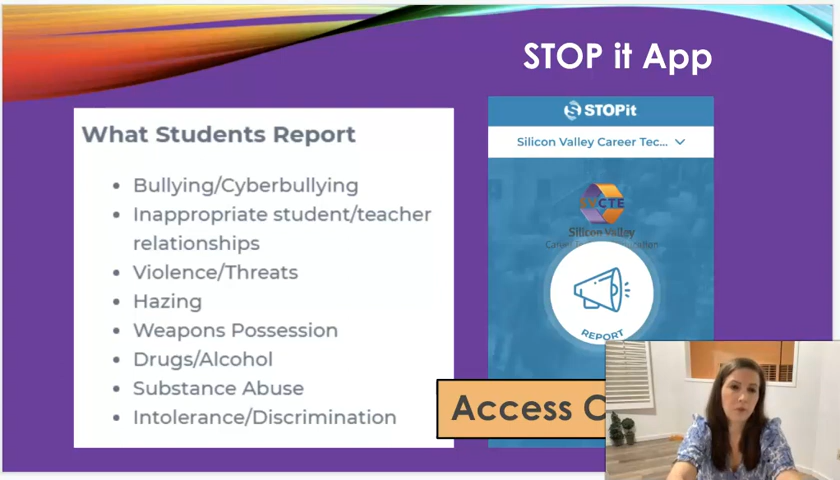 STOP it App
What Students Report
• Bullying/Cyberbullying
• Inappropriate student/teacher
relationships
• Violence/Threats
• Hazing
• Weapons Possession
• Drugs/Alcohol
• Substance Abuse
• Intolerance/Discrimination
STOPit
Silicon Valley Career Tec...
SVCTE
Silicon Valley
REPORT
Access